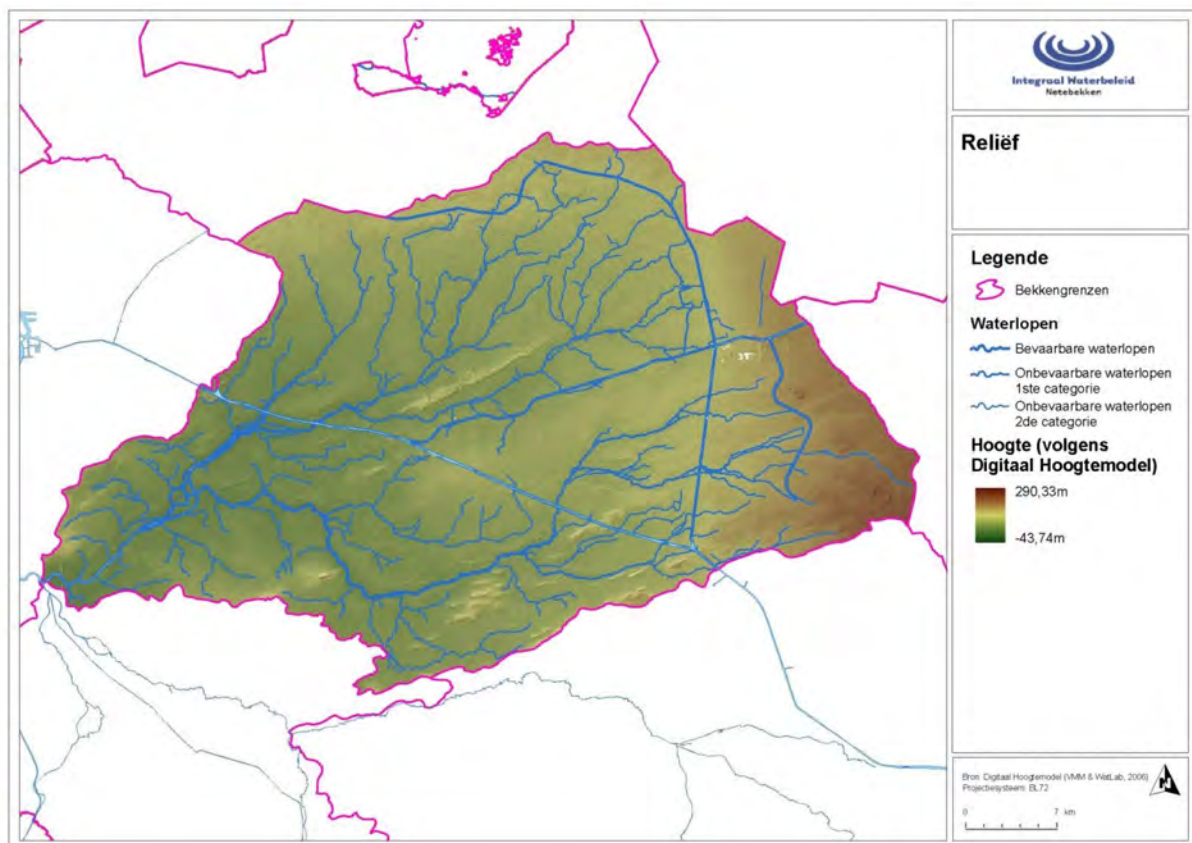 Integraal Waterbeleid
Netebekken
Reliëf
Legende
Bekkengrenzen
Waterlopen
Bevaarbare waterlopen
Onbevaarbare waterlopen
1ste categorie
Onbevaarbare waterlopen
2de categorie
Hoogte (volgens
Digitaal Hoogtemodel)
290,33m
-43,74m
Bron: Digitaal Hoogtemodel (VMM & WatLab, 2006)
Projectiesysteem: BL72
0 7 km